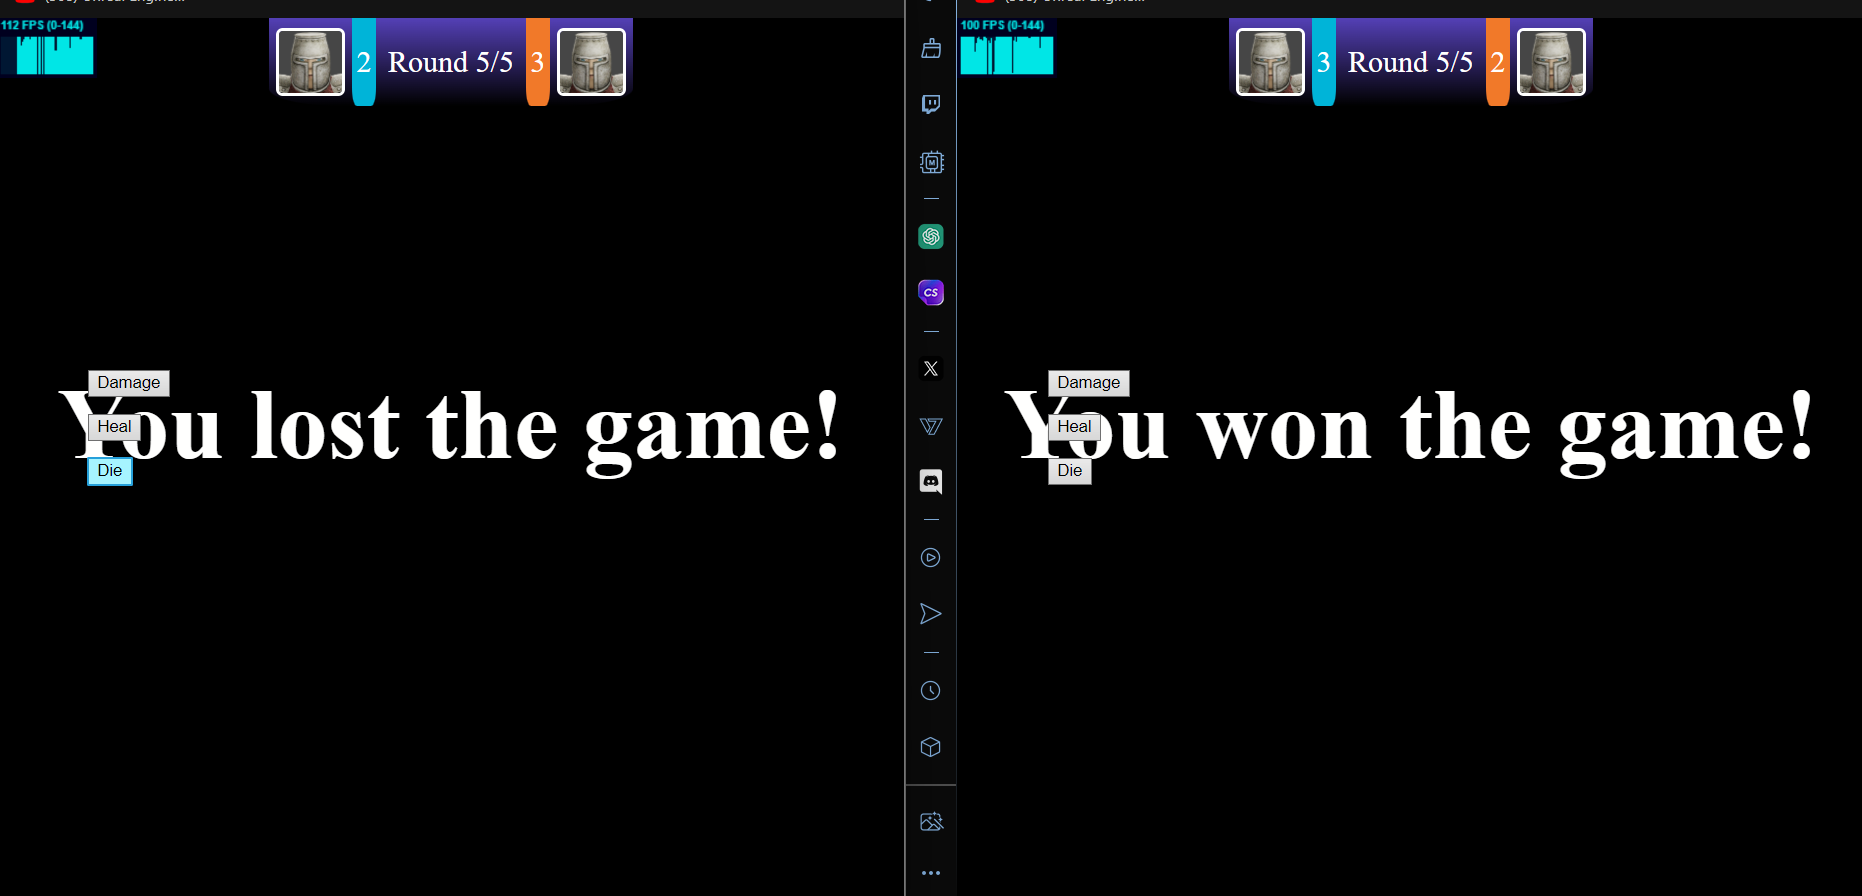 112 FPS (0-144)
2 Round 5/5 3
Damage
Heal
Die
You lost the game!
M
CS
X
100 FPS (0-144)
3 Round 5/5 2
Damage
Heal
Die
You won the game!